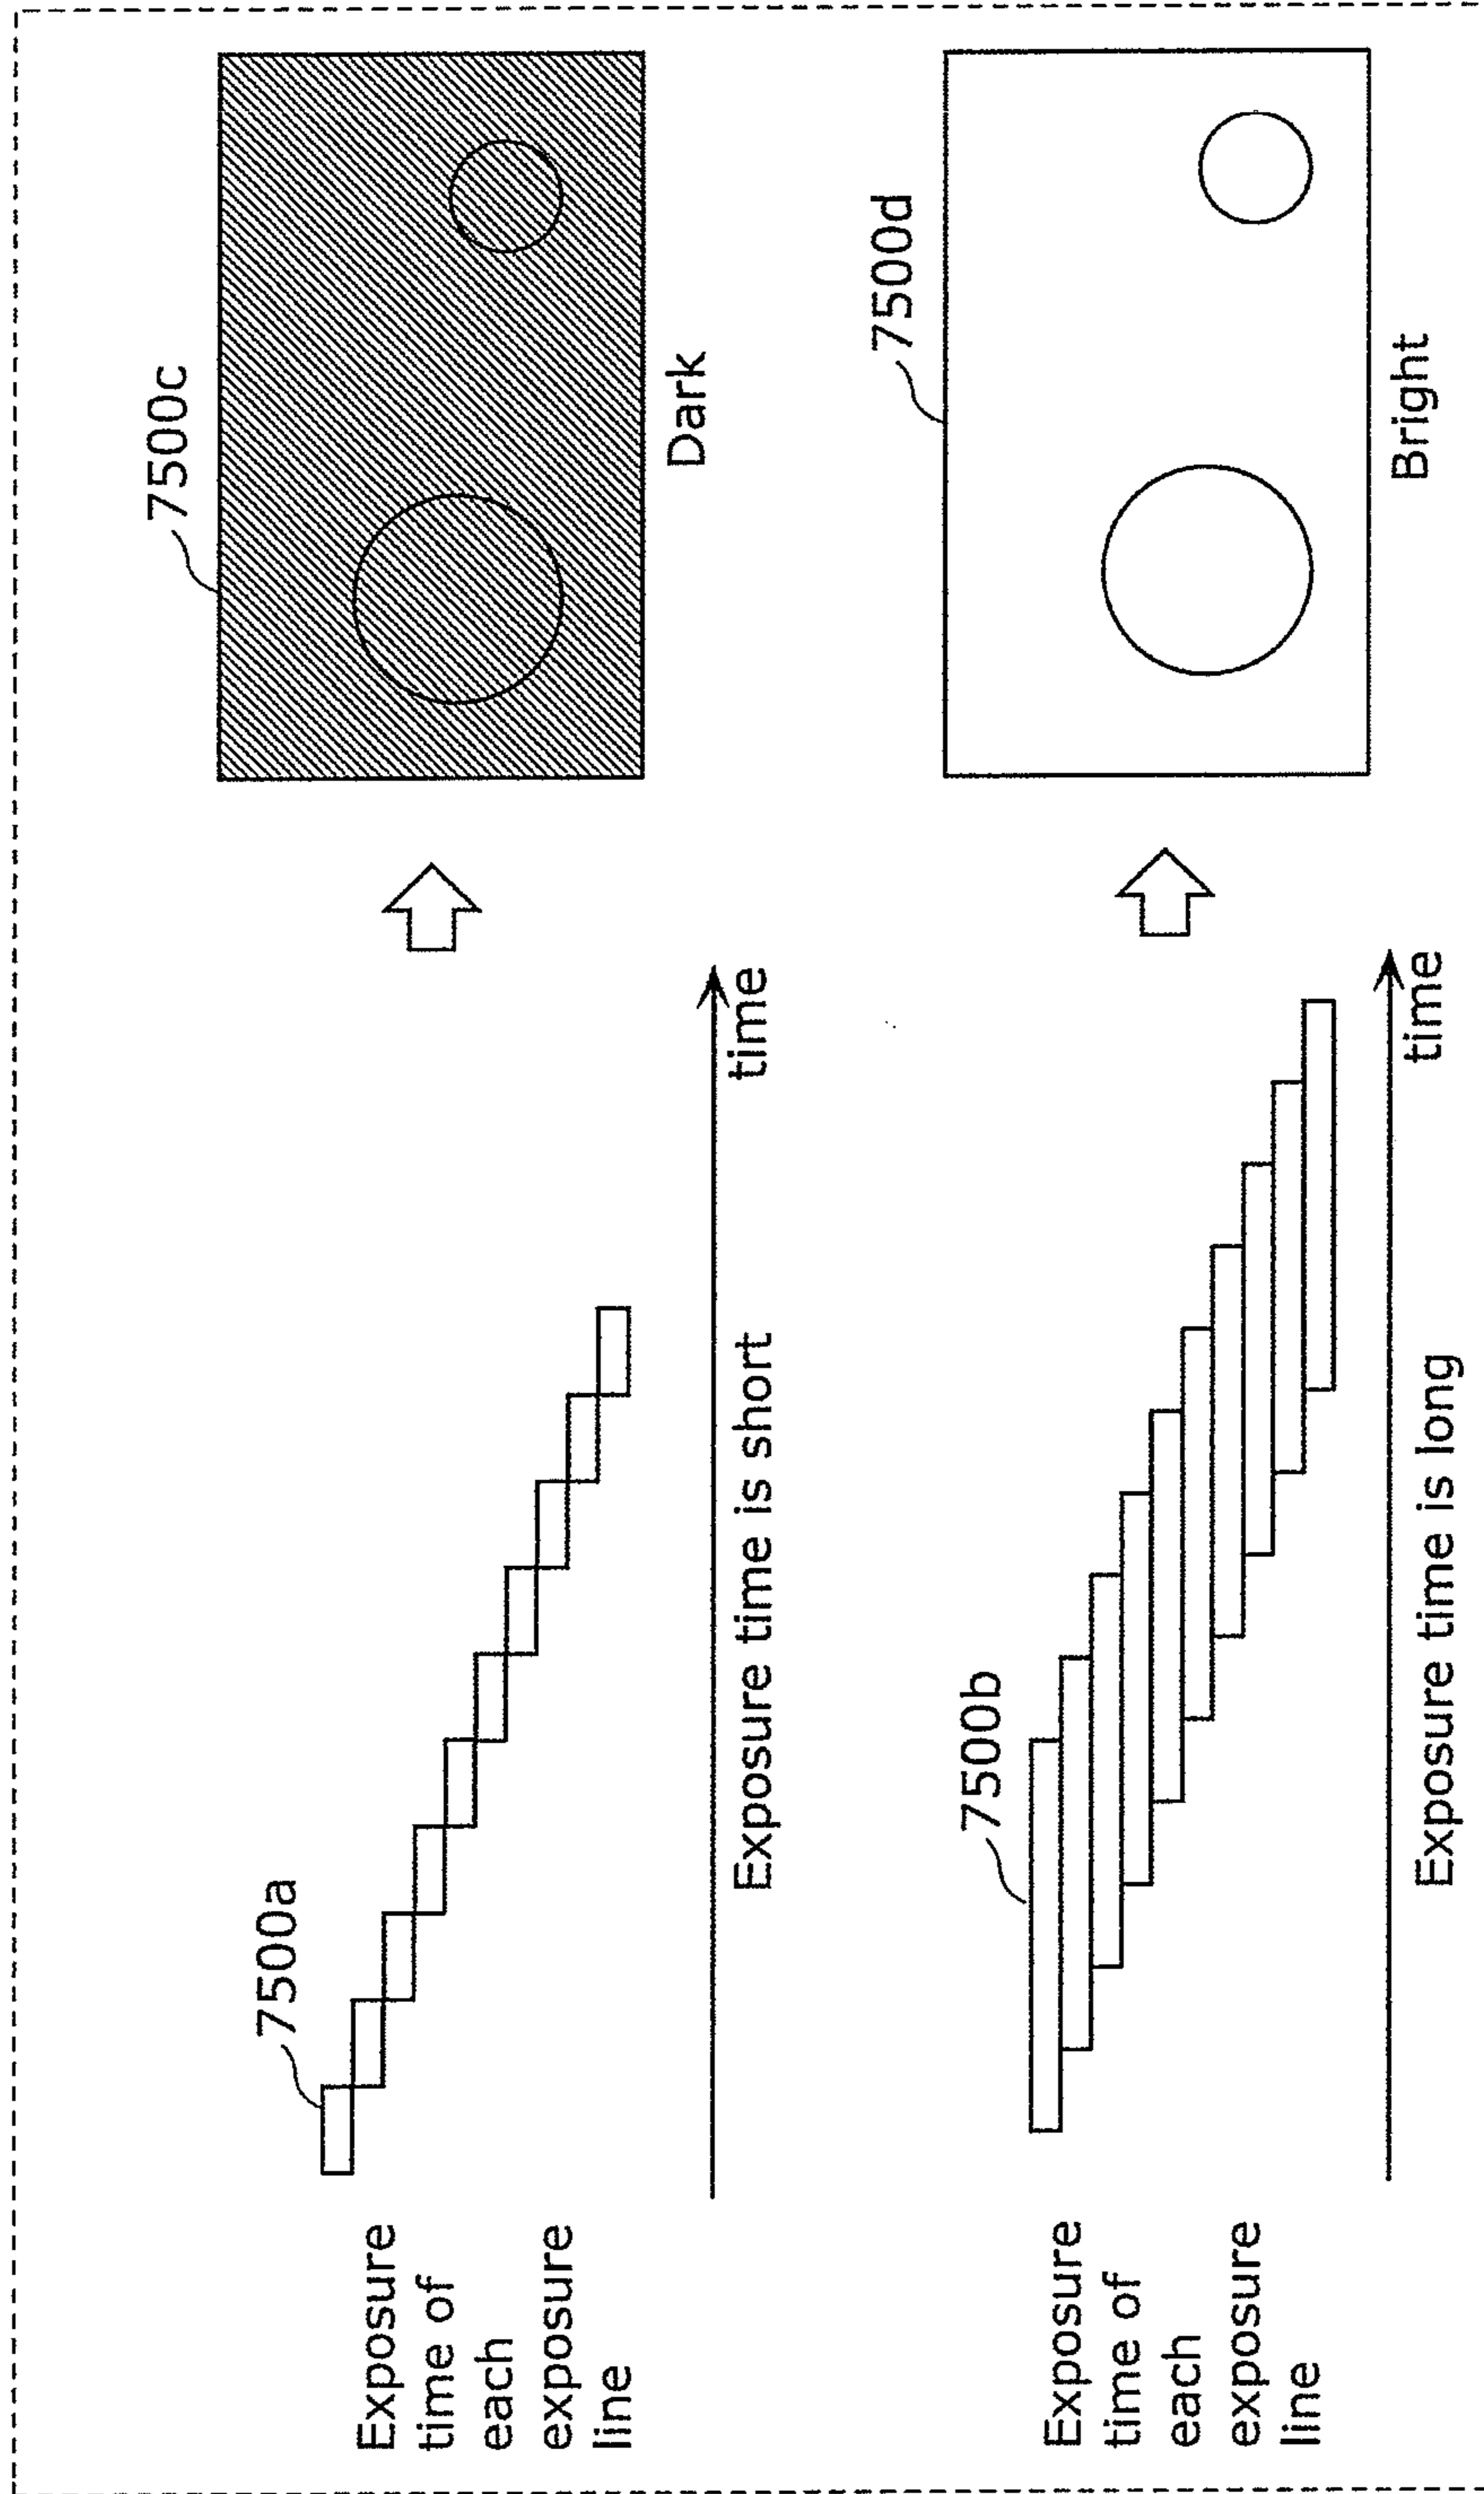 Exposure
time of
each
exposure
line
7500a
time
Exposure time is short
7500c
Dark
Exposure
time of
each
exposure
line
7500b
time
Exposure time is long
7500d
Bright